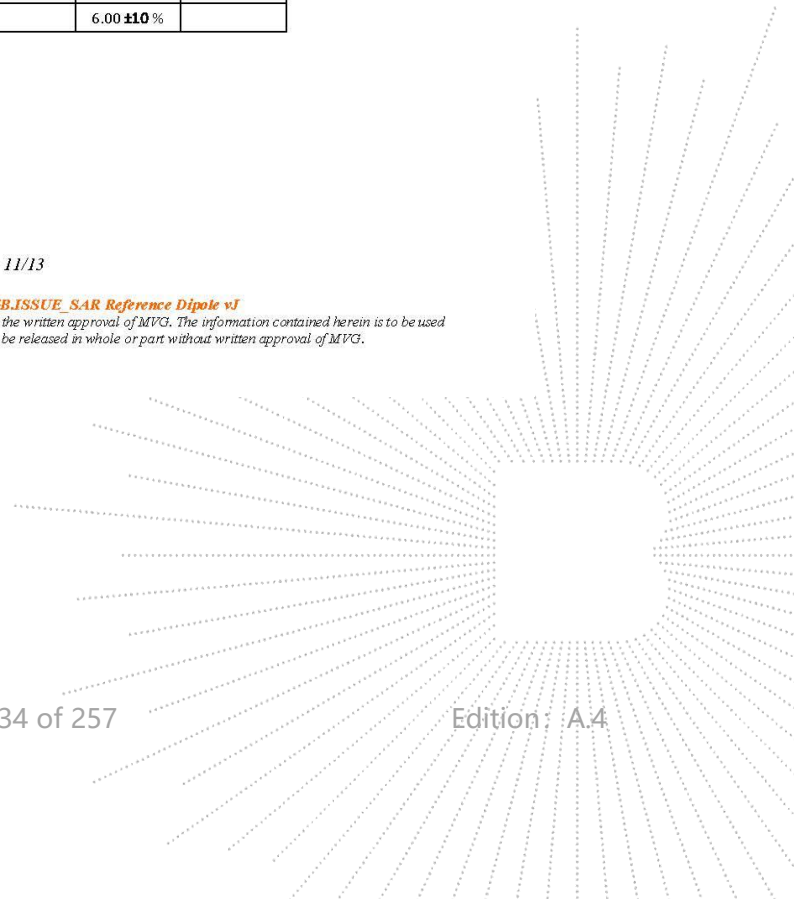 6.00 ±10 %
11/13
B.ISSUE_SAR Reference Dipole vJ
the written approval of MVG. The information contained herein is to be used
be released in whole or part without written approval of MVG.
34 of 257
Edition： A.4